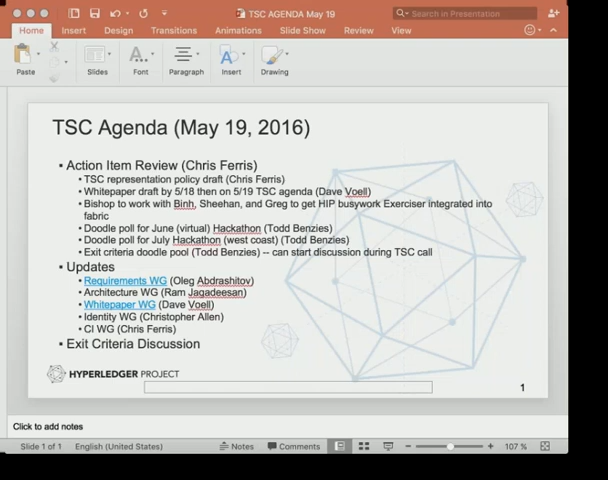 TSC AGENDA May 19
Search in Presentation
Home Insert Design Transitions Animations Slide Show Review View
Paste Slides Font Paragraph Insert Drawing
TSC Agenda (May 19, 2016)
• Action Item Review (Chris Ferris)
• TSC representation policy draft (Chris Ferris)
• Whitepaper draft by 5/18 then on 5/19 TSC agenda (Dave Voell)
• Bishop to work with Binh, Sheehan, and Greg to get HIP busywork Exerciser integrated into
fabric
• Doodle poll for June (virtual) Hackathon (Todd Benzies)
• Doodle poll for July Hackathon (west coast) (Todd Benzies)
• Exit criteria doodle pool (Todd Benzies) -- can start discussion during TSC call
• Updates
• Requirements WG (Oleg Abdrashitov)
• Architecture WG (Ram Jagadeesan)
• Whitepaper WG (Dave Voell)
• Identity WG (Christopher Allen)
• CI WG (Chris Ferris)
• Exit Criteria Discussion
HYPERLEDGER PROJECT
1
Click to add notes
Slide 1 of 1 English (United States) Notes Comments 107 %